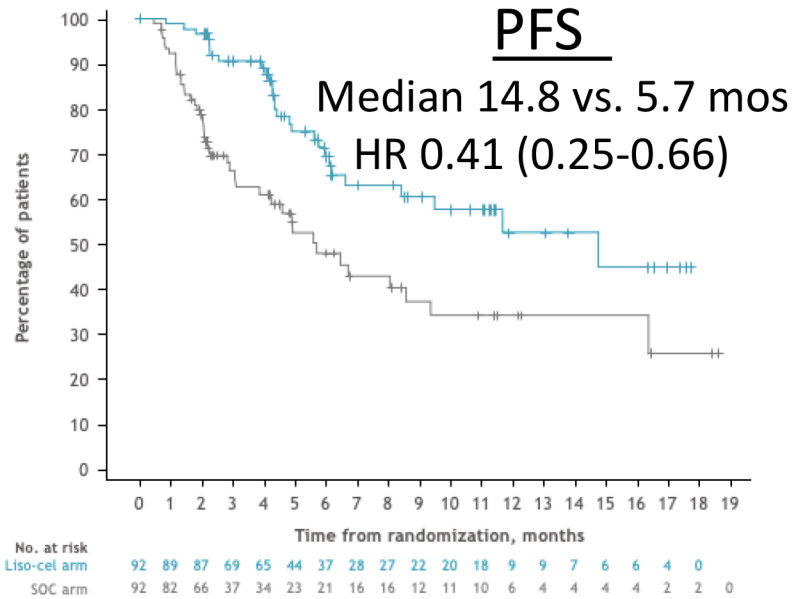 PFS
Median 14.8 vs. 5.7 mos
HR 0.41 (0.25-0.66)
Percentage of patients
100
90
80
70
60
50
40
30
20
10
0
0 1 2 3 4 5 6 7 8 9 10 11 12 13 14 15 16 17 18 19
Time from randomization, months
No. at risk
Liso-cel arm 92 89 87 69 65 44 37 28 27 22 20 18 9 9 7 6 6 4 0
SOC arm 92 82 66 37 34 23 21 16 16 12 11 10 6 4 4 4 4 2 2 0